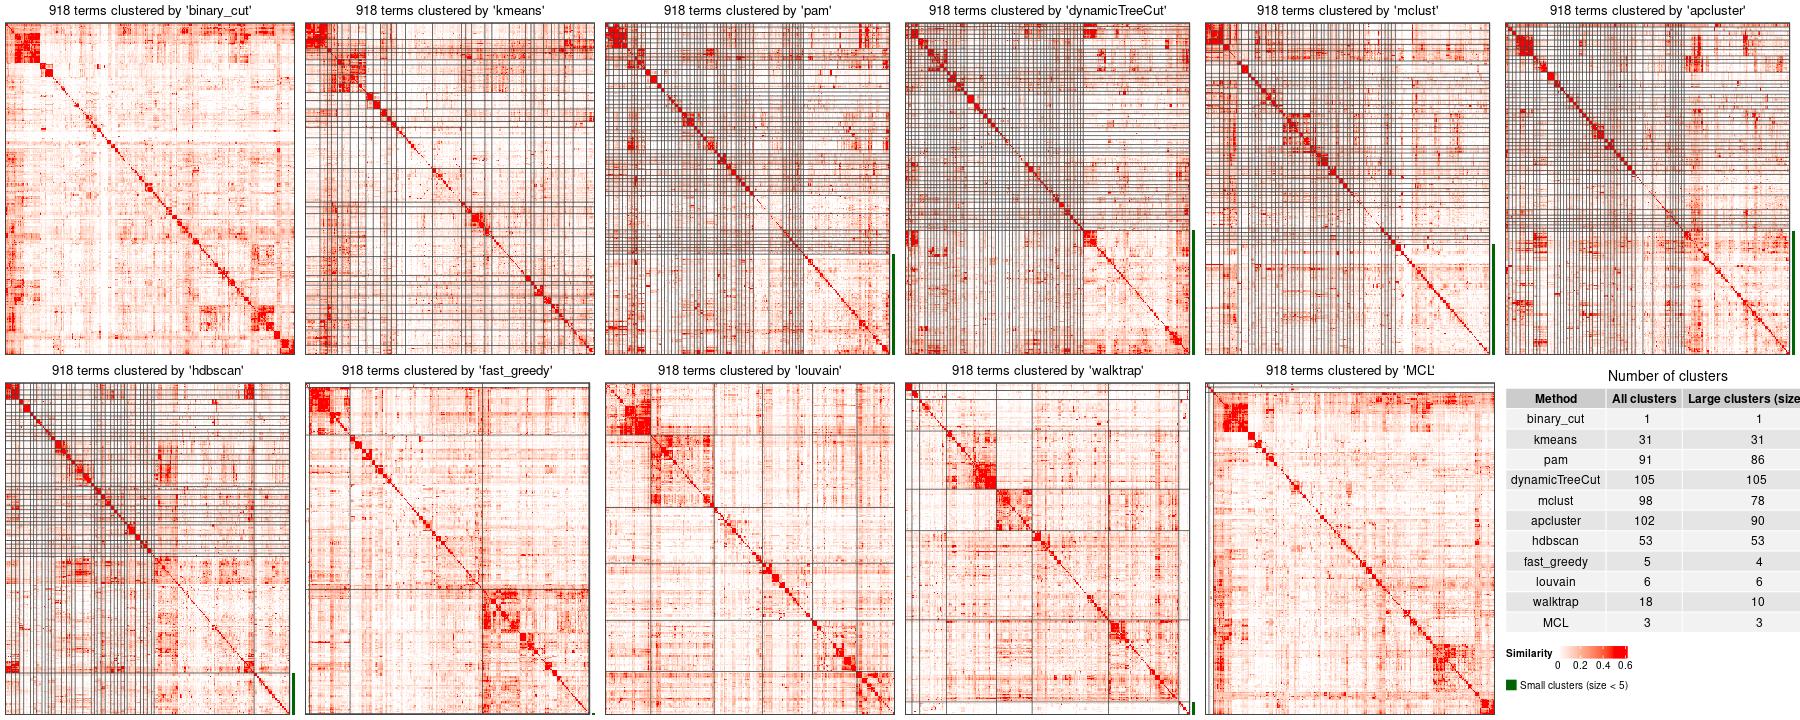 918 terms clustered by 'binary_cut'
918 terms clustered by 'kmeans'
918 terms clustered by 'pam'
918 terms clustered by 'dynamicTreeCut'
918 terms clustered by 'mclust'
918 terms clustered by 'apcluster'
918 terms clustered by 'hdbscan'
918 terms clustered by 'fast_greedy'
918 terms clustered by 'louvain'
918 terms clustered by 'walktrap'
918 terms clustered by 'MCL'
Number of clusters
Method All clusters Large clusters (size
binary_cut 1 1
kmeans 31 31
pam 91 86
dynamicTreeCut 105 105
mclust 98 78
apcluster 102 90
hdbscan 53 53
fast_greedy 5 4
louvain 6 6
walktrap 18 10
MCL 3 3
Similarity
0 0.2 0.4 0.6
Small clusters (size < 5)